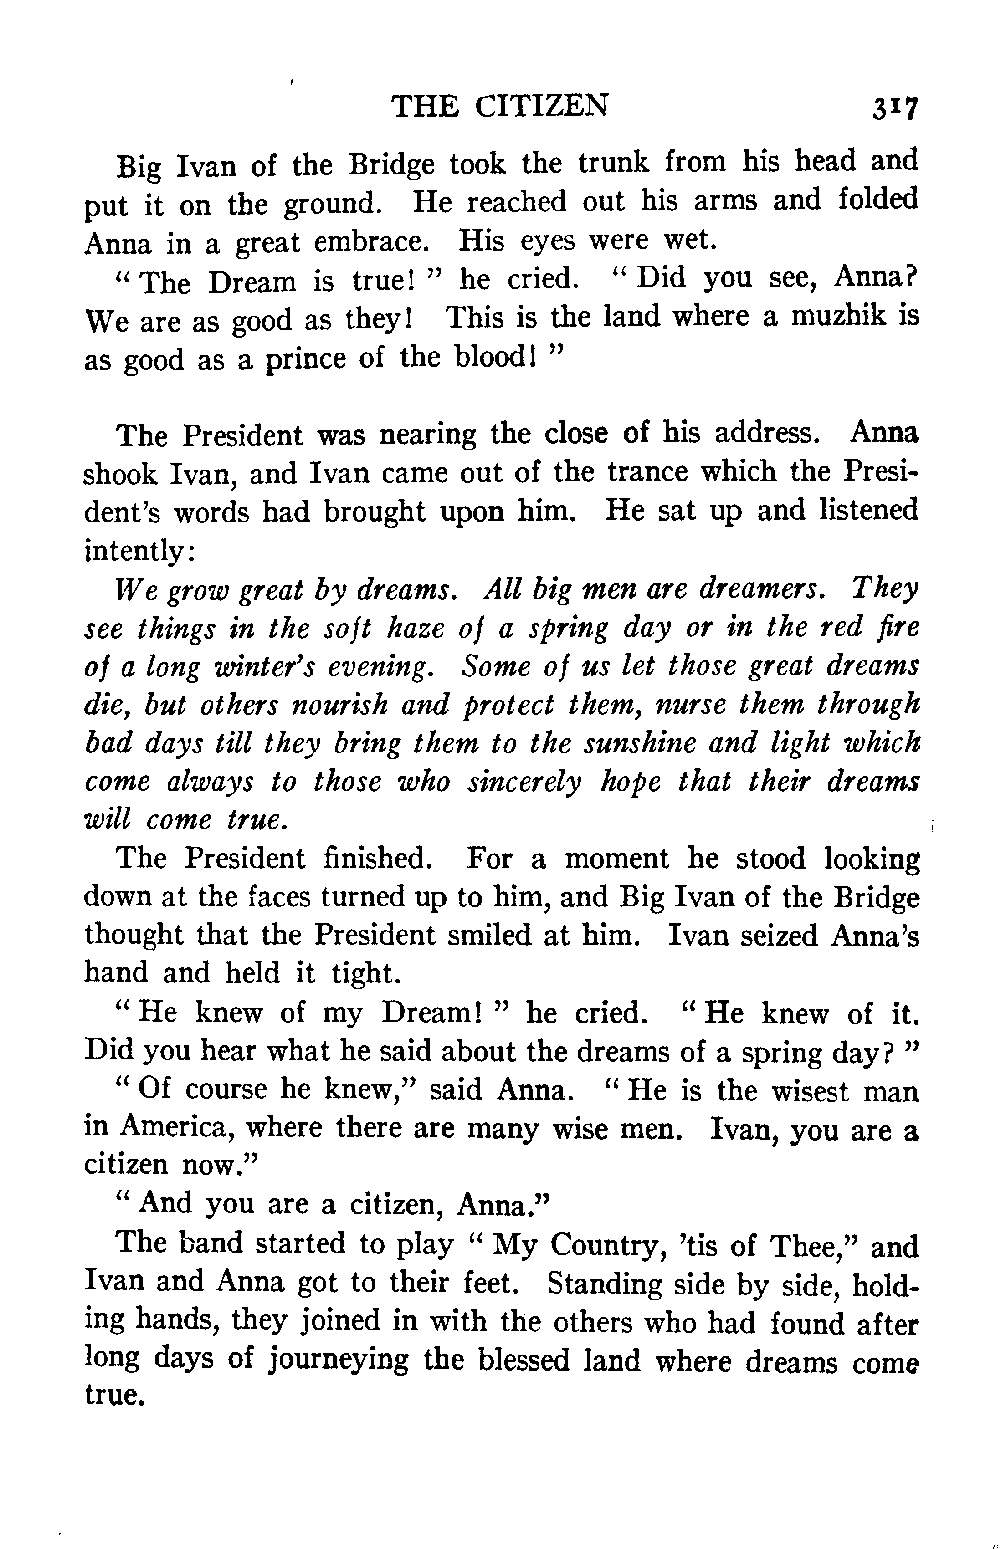 THE CITIZEN 317
Big Ivan of the Bridge took the trunk from his head and
put it on the ground. He reached out his arms and folded
Anna in a great embrace. His eyes were wet.
“ The Dream is true! ” he cried. “ Did you see, Anna?
We are as good as they! This is the land where a muzhik is
as good as a prince of the blood! ”
The President was nearing the close of his address. Anna
shook Ivan, and Ivan came out of the trance which the Presi-
dent’s words had brought upon him. He sat up and listened
intently:
We grow great by dreams. All big men are dreamers. They
see things in the soft haze of a spring day or in the red fire
of a long winter’s evening. Some of us let those great dreams
die, but others nourish and protect them, nurse them through
bad days till they bring them to the sunshine and light which
come always to those who sincerely hope that their dreams
will come true.
The President finished. For a moment he stood looking
down at the faces turned up to him, and Big Ivan of the Bridge
thought that the President smiled at him. Ivan seized Anna’s
hand and held it tight.
“ He knew of my Dream! ” he cried. “ He knew of it.
Did you hear what he said about the dreams of a spring day? ”
“ Of course he knew,” said Anna. “ He is the wisest man
in America, where there are many wise men. Ivan, you are a
citizen now.”
“ And you are a citizen, Anna.”
The band started to play “ My Country, ’tis of Thee,” and
Ivan and Anna got to their feet. Standing side by side, hold-
ing hands, they joined in with the others who had found after
long days of journeying the blessed land where dreams come
true.